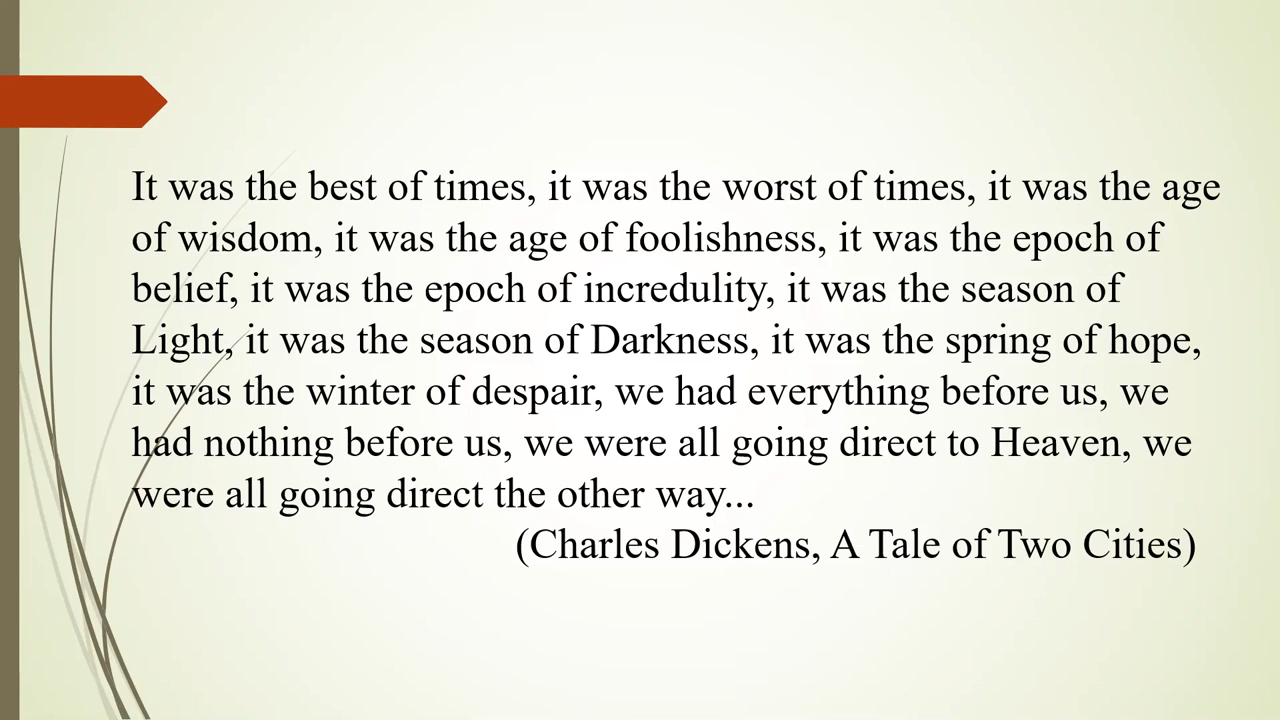 It was the best of times, it was the worst of times, it was the age
of wisdom, it was the age of foolishness, it was the epoch of
belief, it was the epoch of incredulity, it was the season of
Light, it was the season of Darkness, it was the spring of hope,
it was the winter of despair, we had everything before us, we
had nothing before us, we were all going direct to Heaven, we
were all going direct the other way...
(Charles Dickens, A Tale of Two Cities)